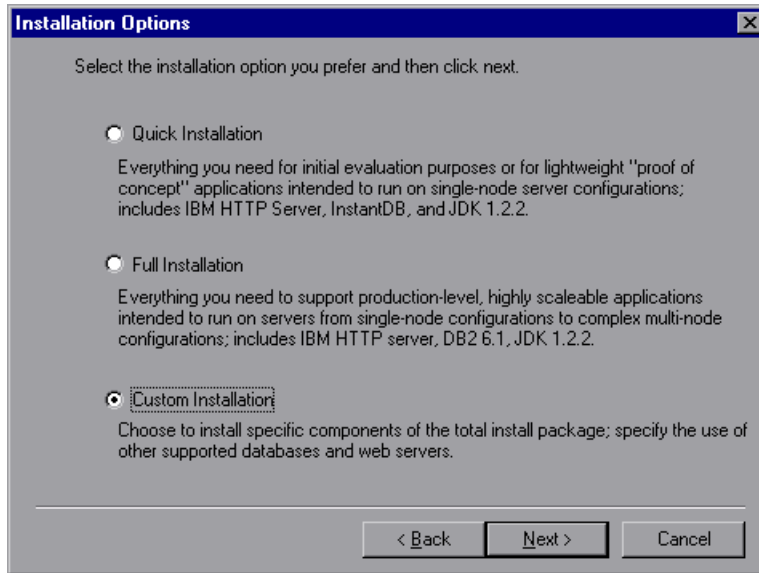 Installation Options
Select the installation option you prefer and then click next.
Quick Installation
Everything you need for initial evaluation purposes or for lightweight "proof of
concept" applications intended to run on single-node server configurations;
includes IBM HTTP Server, InstantDB, and JDK 1.2.2.
Full Installation
Everything you need to support production-level, highly scaleable applications
intended to run on servers from single-node configurations to complex multi-node
configurations; includes IBM HTTP server, DB2 6.1, JDK 1.2.2.
Custom Installation
Choose to install specific components of the total install package; specify the use of
other supported databases and web servers.
< Back Next > Cancel